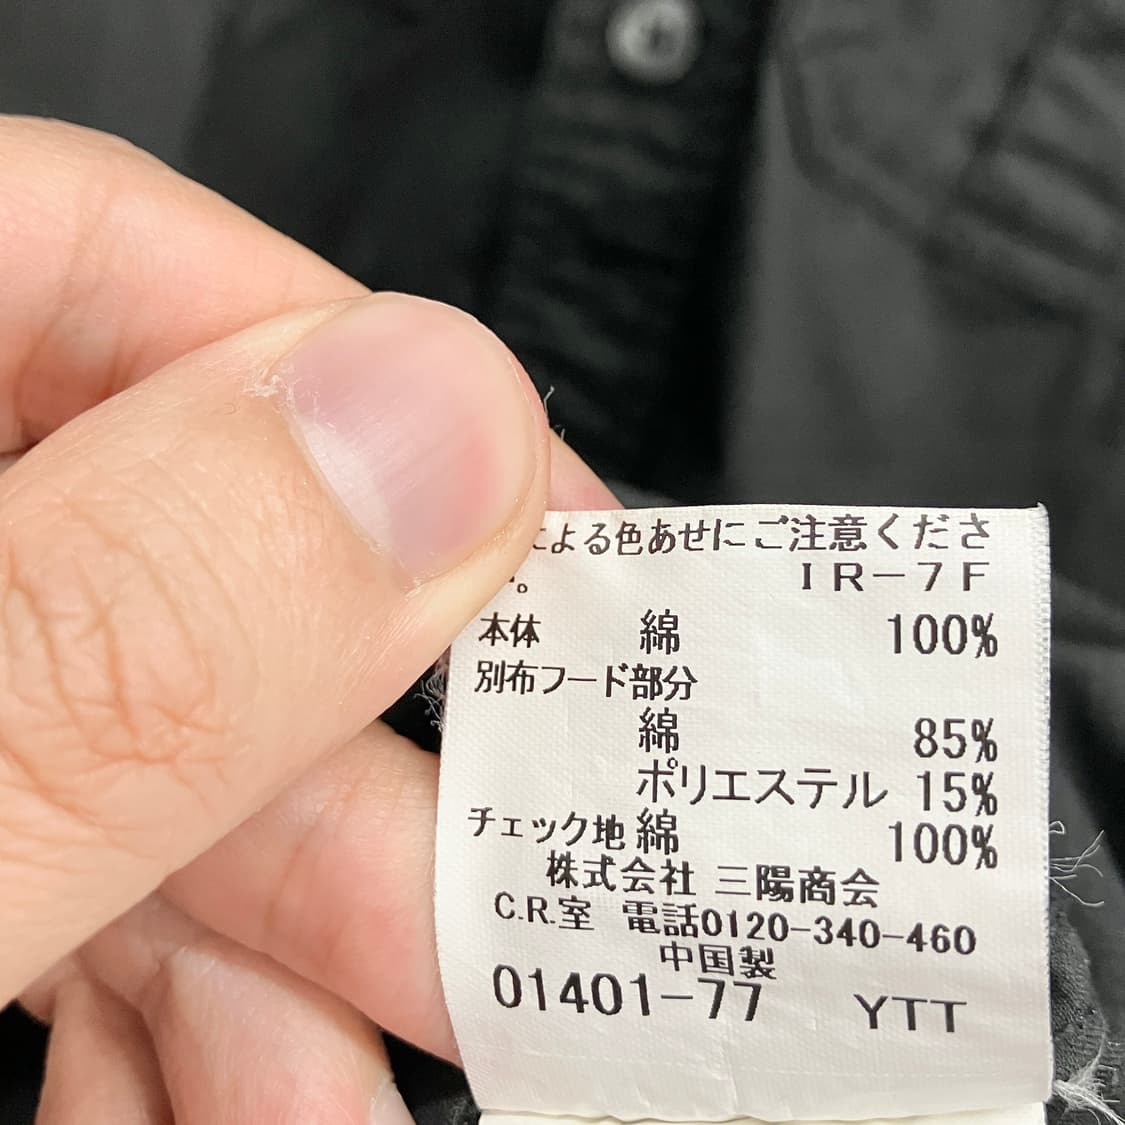 による色あせにご注意くださ
い。 IR-7F
本体 綿 100%
別布フード部分
綿 85%
ポリエステル 15%
チェック地 綿 100%
株式会社 三陽商会
C.R.室 電話0120-340-460
中国製
01401-77 YTT